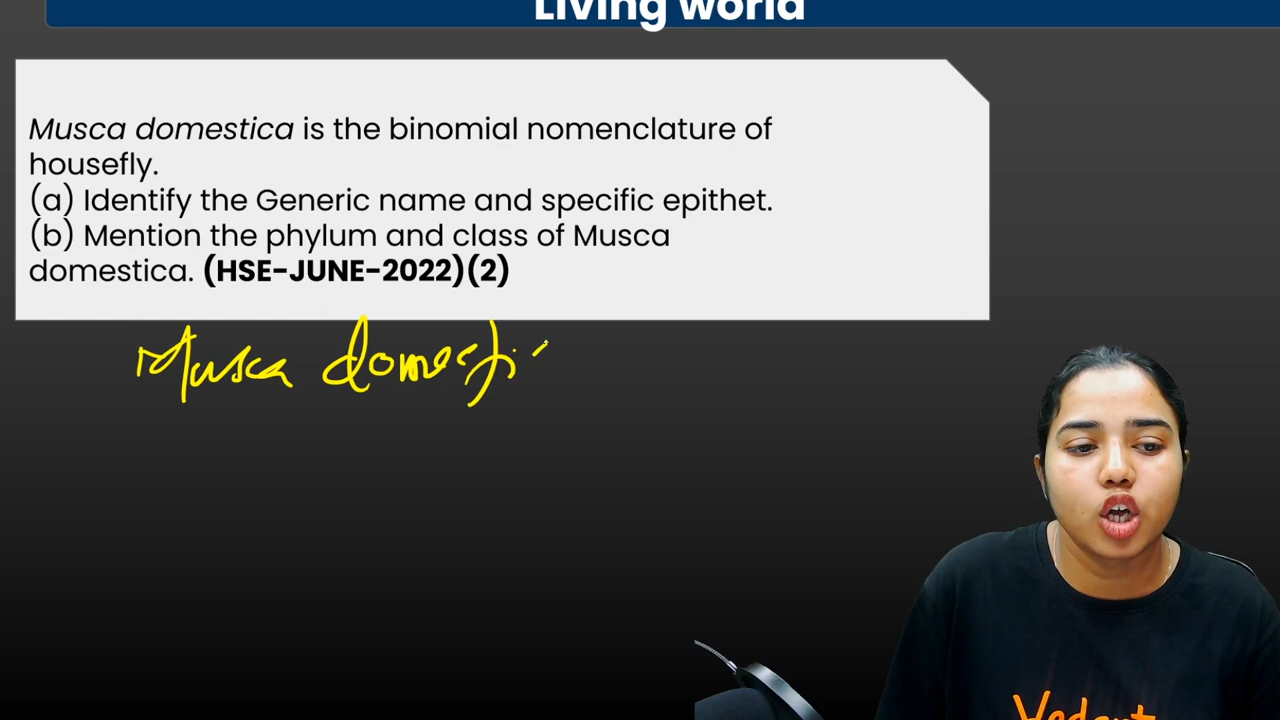 Living world
Musca domestica is the binomial nomenclature of
housefly.
(a) Identify the Generic name and specific epithet.
(b) Mention the phylum and class of Musca
domestica. (HSE-JUNE-2022)(2)
Musca domesti